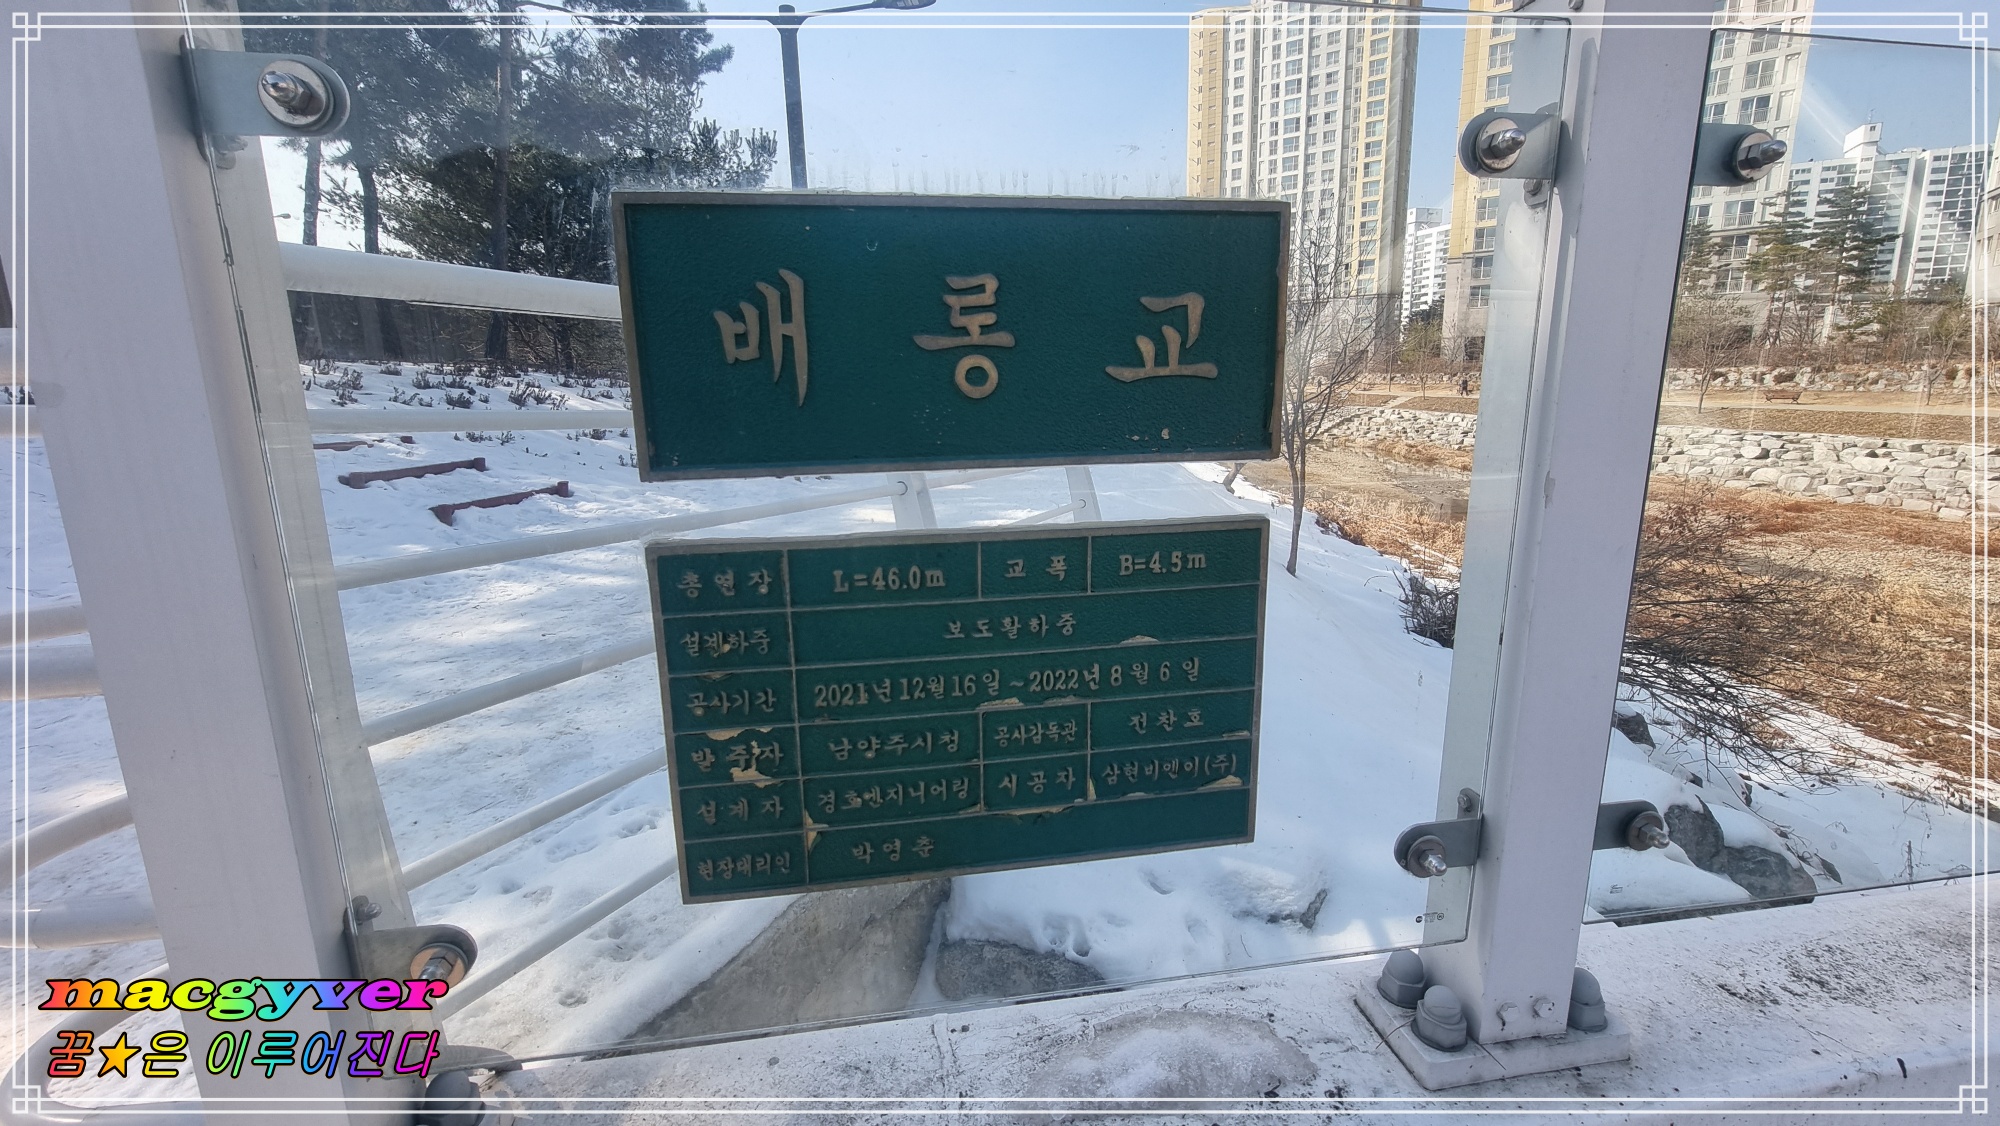 배 롱 교
총 연 장 L=46.0m 교 폭 B=4.5m
설계하중 보도활하중
공사기간 2021년 12월 16일 ~ 2022년 8월 6일
발 주 자 남양주시청 공사감독관 전찬호
설 계 자 경호엔지니어링 시 공 자 삼현비앤이(주)
현장대리인 박영춘
macgyver
꿈★은 이루어진다